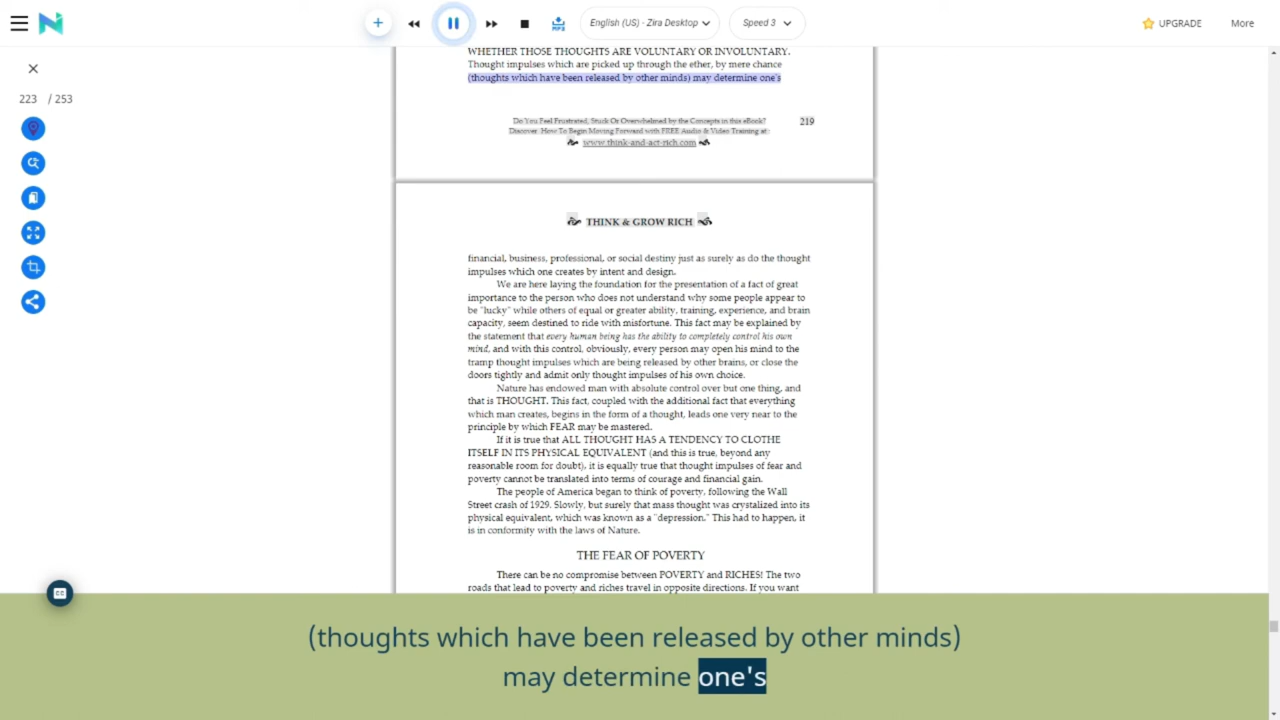 English (US) - Zira Desktop
Speed 3
UPGRADE
More
223 / 253
WHETHER THOSE THOUGHTS ARE VOLUNTARY OR INVOLUNTARY.
Thought impulses which are picked up through the ether, by mere chance
(thoughts which have been released by other minds) may determine one's
Do You Feel Frustrated, Stuck Or Overwhelmed by the Concepts in this eBook?
219
Discover How To Begin Moving Forward with FREE Audio & Video Training at
www.think-and-act-rich.com
THINK & GROW RICH
financial, business, professional, or social destiny just as surely as do the thought
impulses which one creates by intent and design.
We are here laying the foundation for the presentation of a fact of great
importance to the person who does not understand why some people appear to
be "lucky" while others of equal or greater ability, training, experience, and brain
capacity, seem destined to ride with misfortune. This fact may be explained by
the statement that every human being has the ability to completely control his own
mind, and with this control, obviously, every person may open his mind to the
tramp thought impulses which are being released by other brains, or close the
doors tightly and admit only thought impulses of his own choice.
Nature has endowed man with absolute control over but one thing, and
that is THOUGHT. This fact, coupled with the additional fact that everything
which man creates, begins in the form of a thought, leads one very near to the
principle by which FEAR may be mastered.
If it is true that ALL THOUGHT HAS A TENDENCY TO CLOTHE
ITSELF IN ITS PHYSICAL EQUIVALENT (and this is true, beyond any
reasonable room for doubt), it is equally true that thought impulses of fear and
poverty cannot be translated into terms of courage and financial gain.
The people of America began to think of poverty, following the Wall
Street crash of 1929. Slowly, but surely that mass thought was crystalized into its
physical equivalent, which was known as a "depression." This had to happen, it
is in conformity with the laws of Nature.
THE FEAR OF POVERTY
There can be no compromise between POVERTY and RICHES! The two
roads that lead to poverty and riches travel in opposite directions. If you want
CC
(thoughts which have been released by other minds)
may determine one's